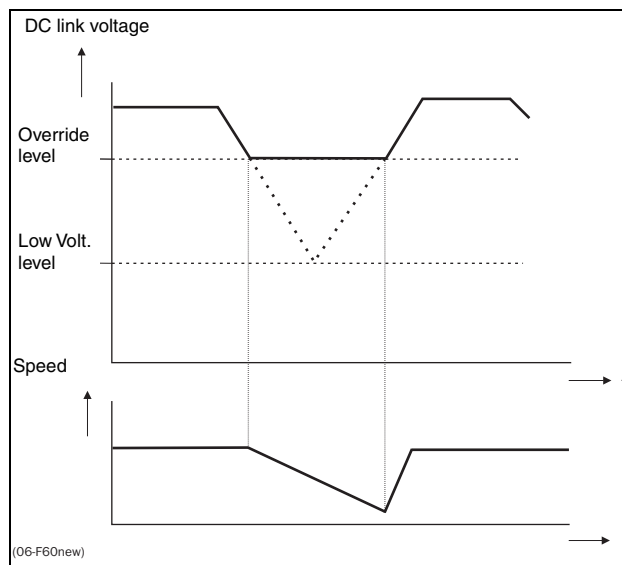 DC link voltage
Override
level
Low Volt.
level
Speed
(06-F60new)